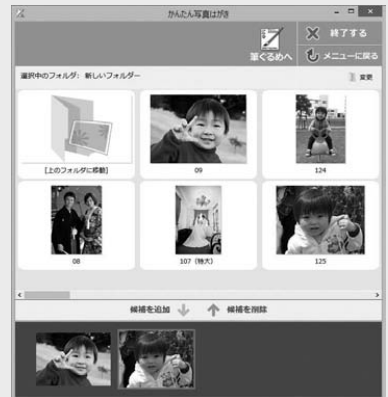 かんたん写真はがき
筆ぐるめへ
終了する
メニューに戻る
選択中のフォルダ: 新しいフォルダー
変更
[上のフォルダに移動]
09
124
08
107 (特大)
125
候補を追加
候補を削除